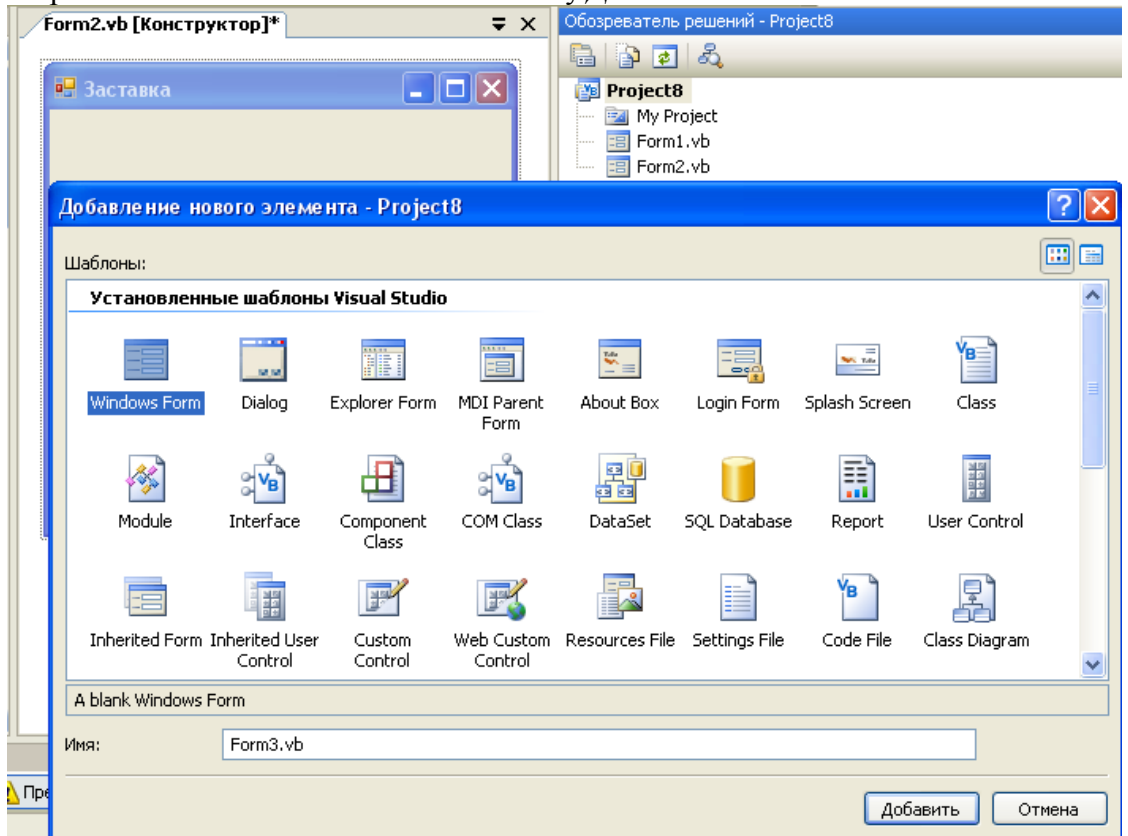 Form2.vb [Конструктор]*
Обозреватель решений - Project8
Заставка
Project8
My Project
Form1.vb
Form2.vb
Добавление нового элемента - Project8
Шаблоны:
Установленные шаблоны Visual Studio
Windows Form
Dialog
Explorer Form
MDI Parent
Form
About Box
Login Form
Splash Screen
Class
Module
Interface
Component
Class
COM Class
DataSet
SQL Database
Report
User Control
Inherited Form
Inherited User
Control
Custom
Control
Web Custom
Control
Resources File
Settings File
Code File
Class Diagram
A blank Windows Form
Имя:
Form3.vb
Пре
Добавить
Отмена